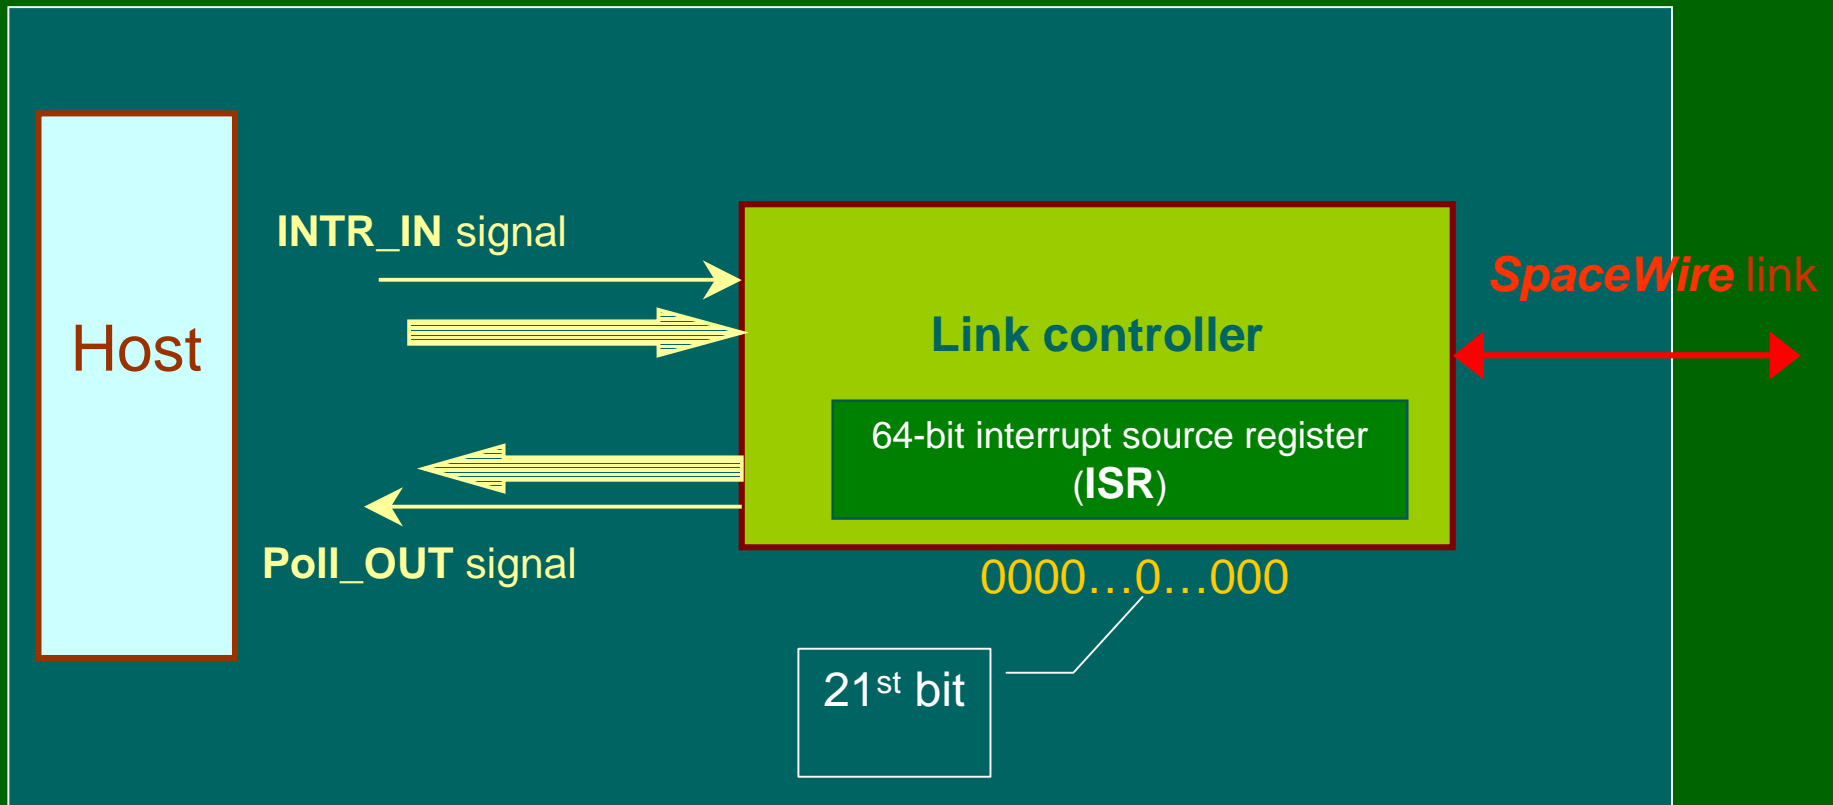 INTR_IN signal
SpaceWire link
Host
Link controller
64-bit interrupt source register
(ISR)
Poll_OUT signal
0000…0…000
21st bit